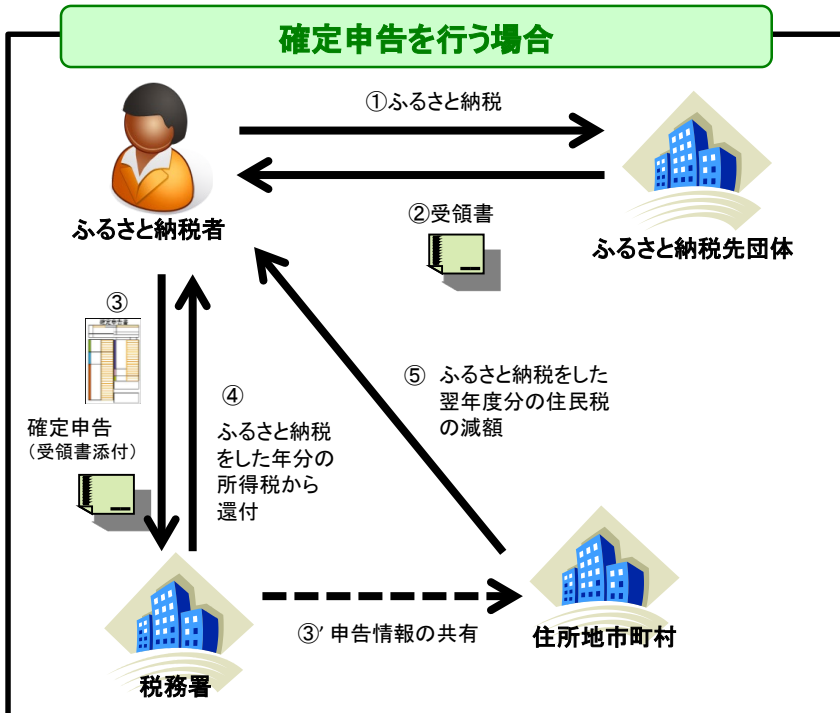 確定申告を行う場合
①ふるさと納税
②受領書
ふるさと納税者
ふるさと納税先団体
③
確定申告書
確定申告
（受領書添付）
④
ふるさと納税
をした年分の
所得税から
還付
⑤ ふるさと納税をした
翌年度分の住民税
の減額
③’申告情報の共有
税務署
住所地市町村